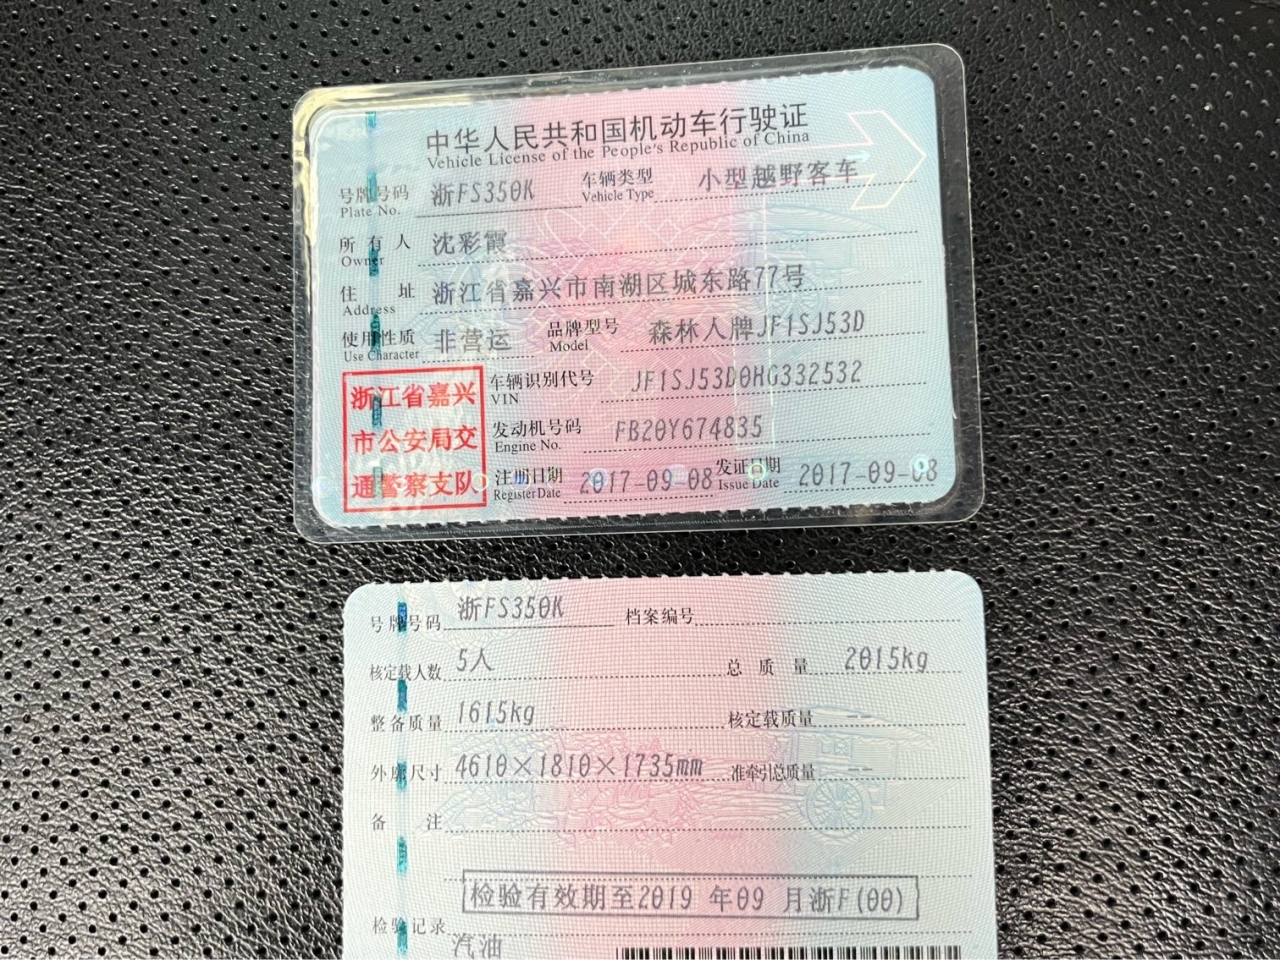 中华人民共和国机动车行驶证
Vehicle License of the People's Republic of China
号牌号码 浙FS350K 车辆类型 小型越野客车
Plate No. Vehicle Type
所有人 沈彩霞
Owner
住址 浙江省嘉兴市南湖区城东路77号
Address
使用性质 非营运 品牌型号 森林人牌JF1SJ53D
Use Character Model
浙江省嘉兴
市公安局交
通警察支队
车辆识别代号 JF1SJ53D0HG332532
VIN
发动机号码 FB20Y674835
Engine No.
注册日期 2017-09-08 发证日期 2017-09-08
Register Date Issue Date
号牌号码 浙FS350K 档案编号
核定载人数 5人 总质量 2015kg
整备质量 1615kg 核定载质量 --
外廓尺寸 4610×1810×1735mm 准牵引总质量 --
备注
检验有效期至2019 年09 月浙F(00)
检验记录
汽油